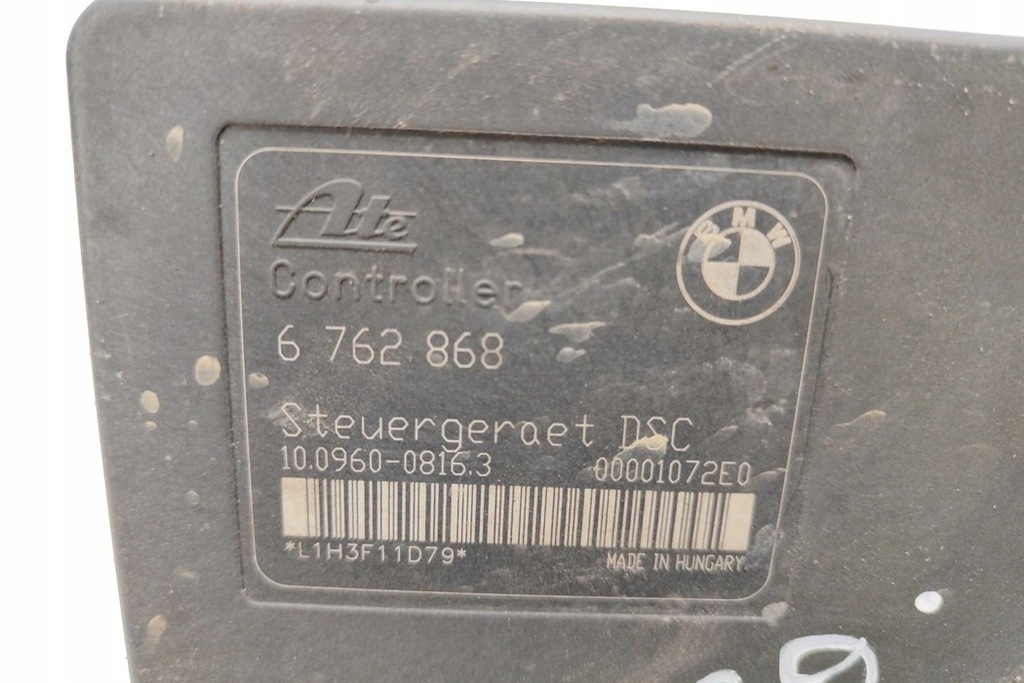 Ate
BMW
Controller
6 762 868
Steuergeraet DSC
10.0960-0816.3 00001072E0
*L1H3F11D79* MADE IN HUNGARY.